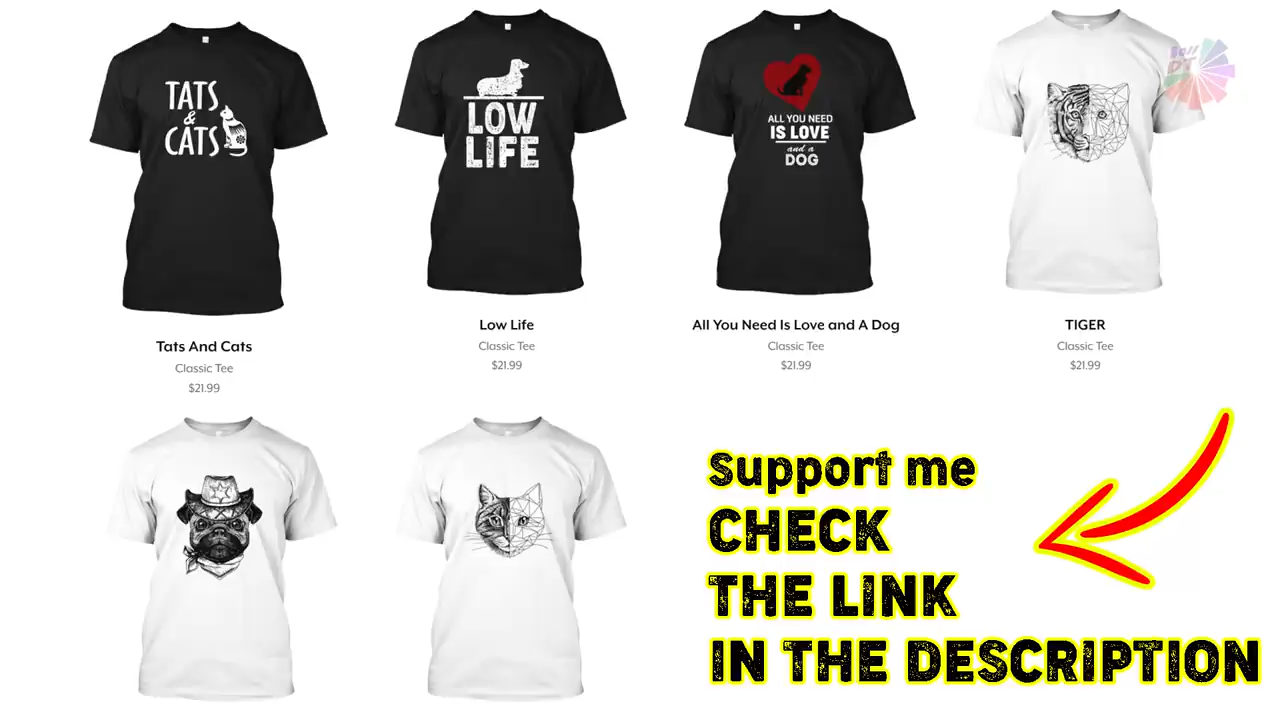 TATS
&
CATS
LOW
LIFE
ALL YOU NEED
IS LOVE
and a
DOG
Tats And Cats
Classic Tee
$21.99
Low Life
Classic Tee
$21.99
All You Need Is Love and A Dog
Classic Tee
$21.99
TIGER
Classic Tee
$21.99
Support me
CHECK
THE LINK
IN THE DESCRIPTION